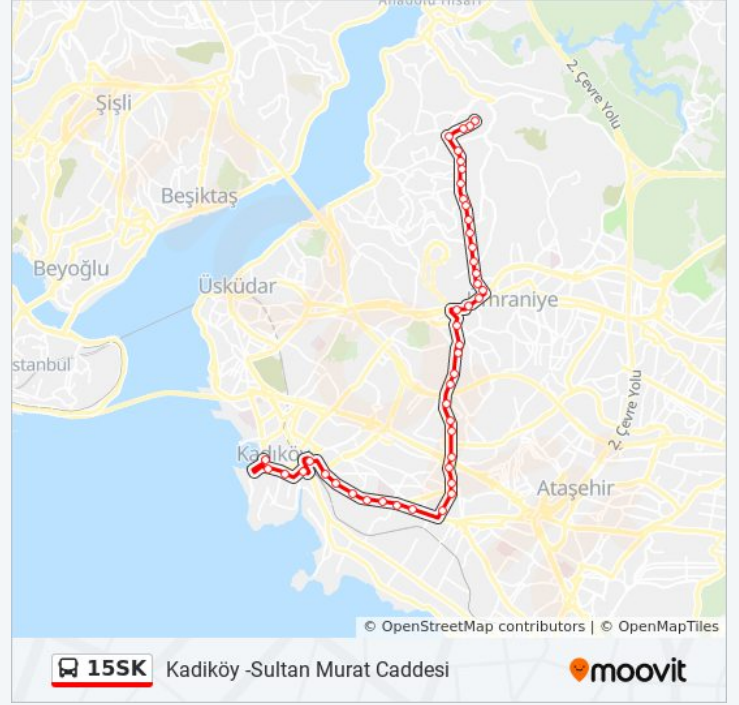 Anadolu Hisarı
2. Çevre Yolu
Şişli
Beşiktaş
Beyoğlu
Üsküdar
mraniye
stanbul
2. Çevre Yolu
Kadıköy
Ataşehir
© OpenStreetMap contributors | © OpenMapTiles
15SK Kadiköy -Sultan Murat Caddesi moovit